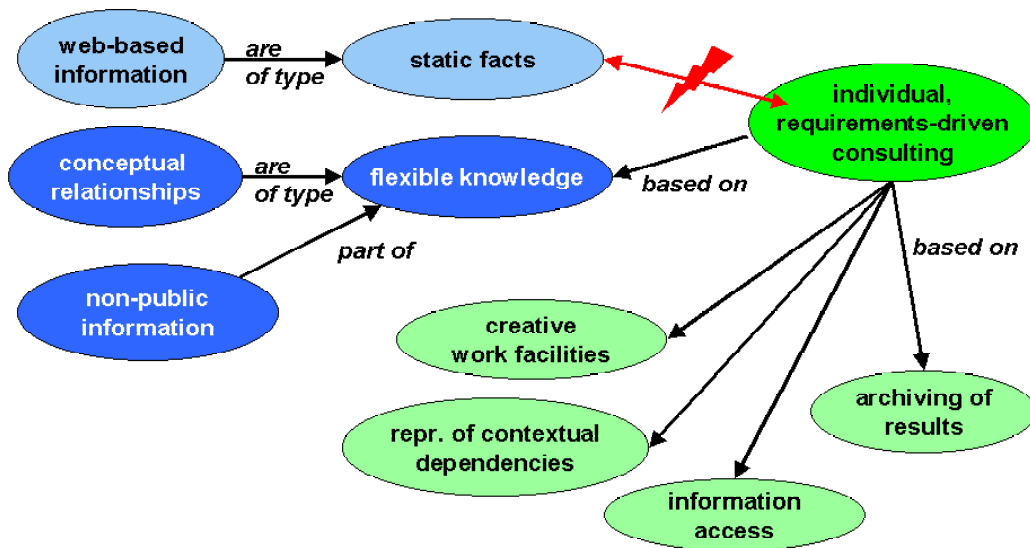 web-based
information
are
of type
static facts
individual,
requirements-driven
consulting
conceptual
relationships
are
of type
flexible knowledge
based on
part of
based on
non-public
information
creative
work facilities
archiving of
results
repr. of contextual
dependencies
information
access